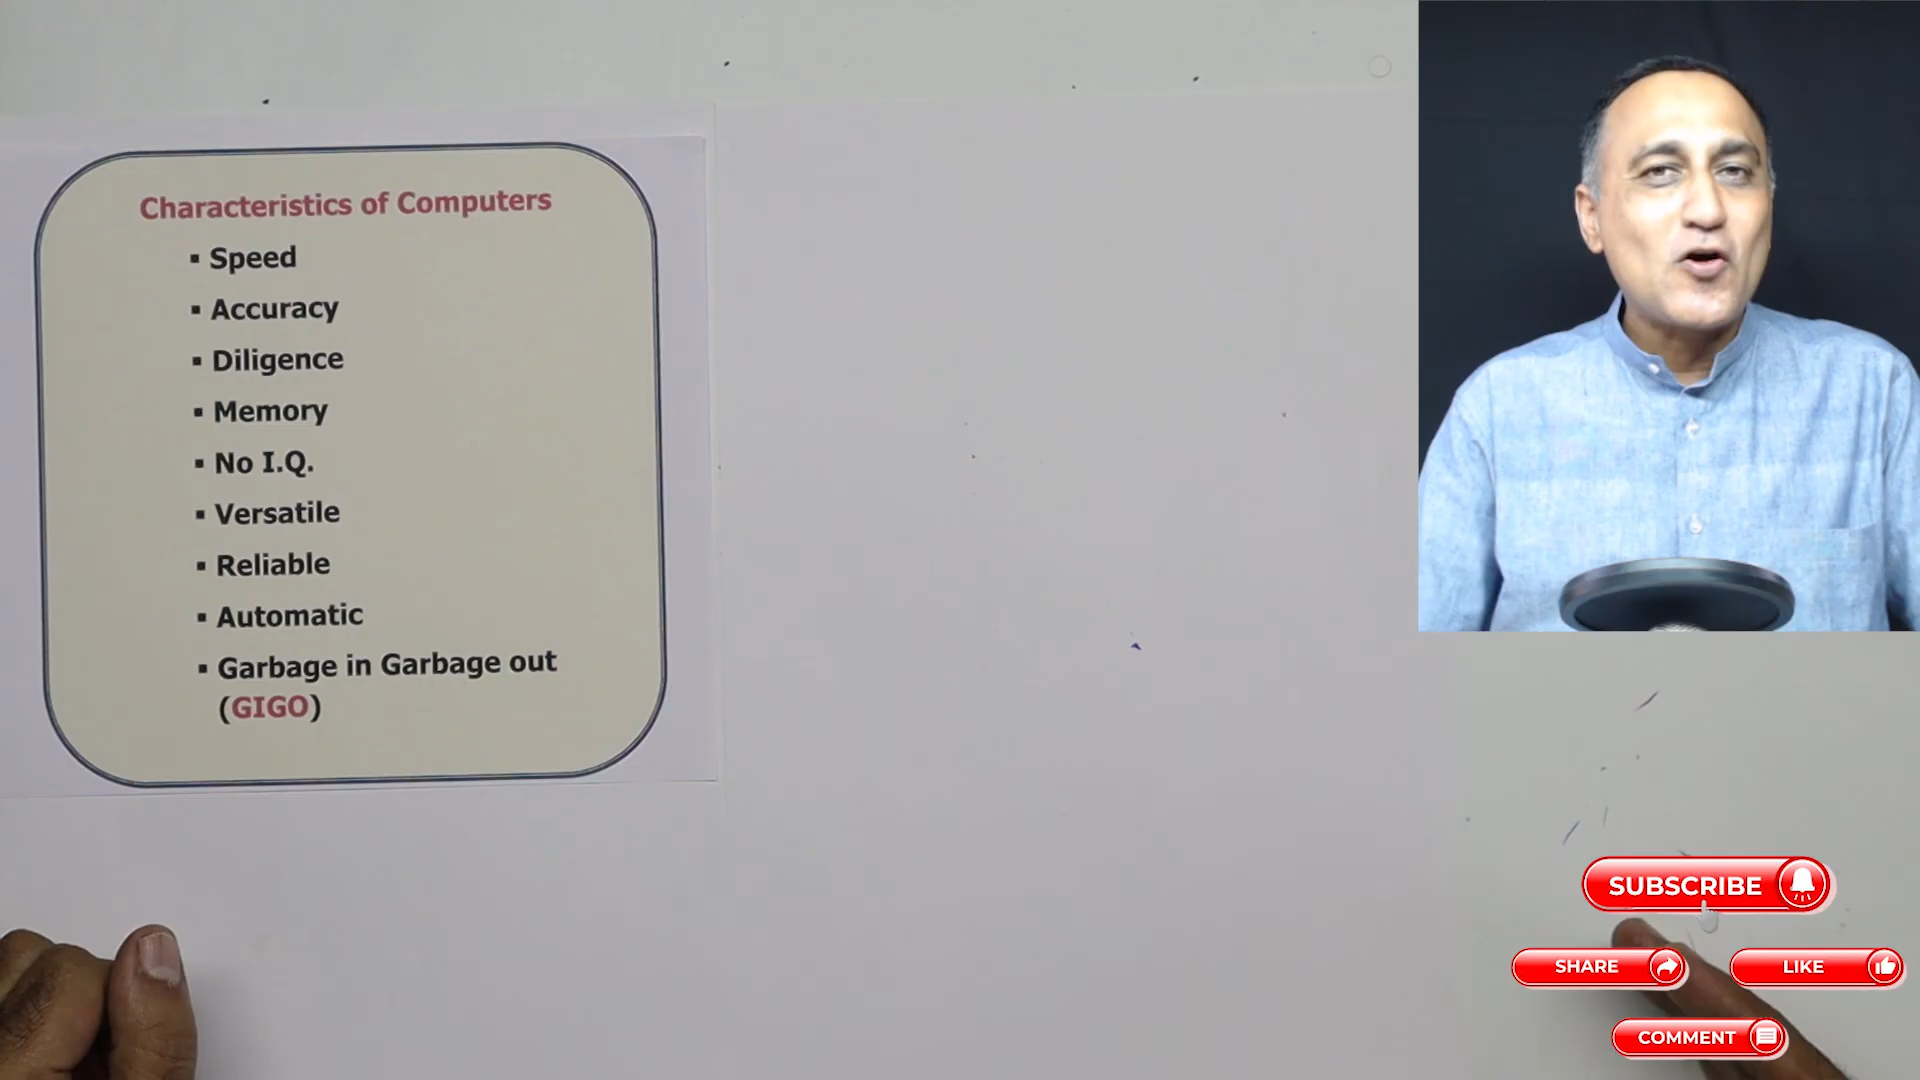 Characteristics of Computers
▪ Speed
▪ Accuracy
▪ Diligence
▪ Memory
▪ No I.Q.
▪ Versatile
▪ Reliable
▪ Automatic
▪ Garbage in Garbage out
(GIGO)
SUBSCRIBE
SHARE
LIKE
COMMENT